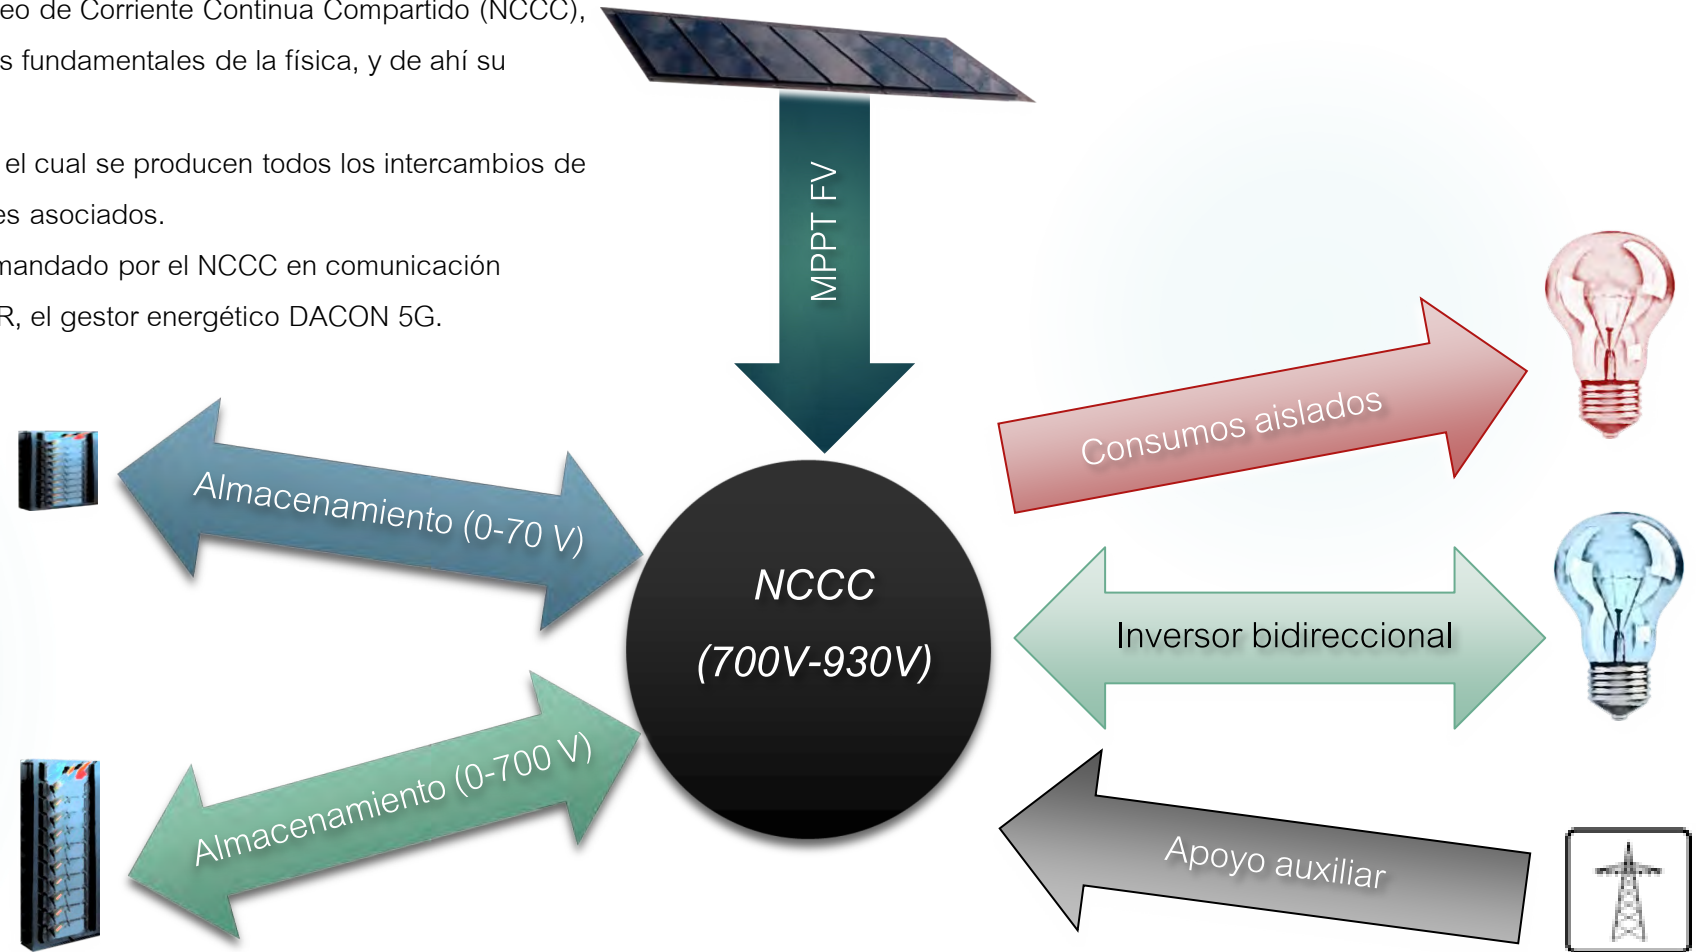 eo de Corriente Continua Compartido (NCCC),
s fundamentales de la física, y de ahí su
el cual se producen todos los intercambios de
es asociados.
mandado por el NCCC en comunicación
R, el gestor energético DACON 5G.
MPPT FV
Consumos aislados
Almacenamiento (0-70 V)
NCCC
(700V-930V)
Inversor bidireccional
Almacenamiento (0-700 V)
Apoyo auxiliar